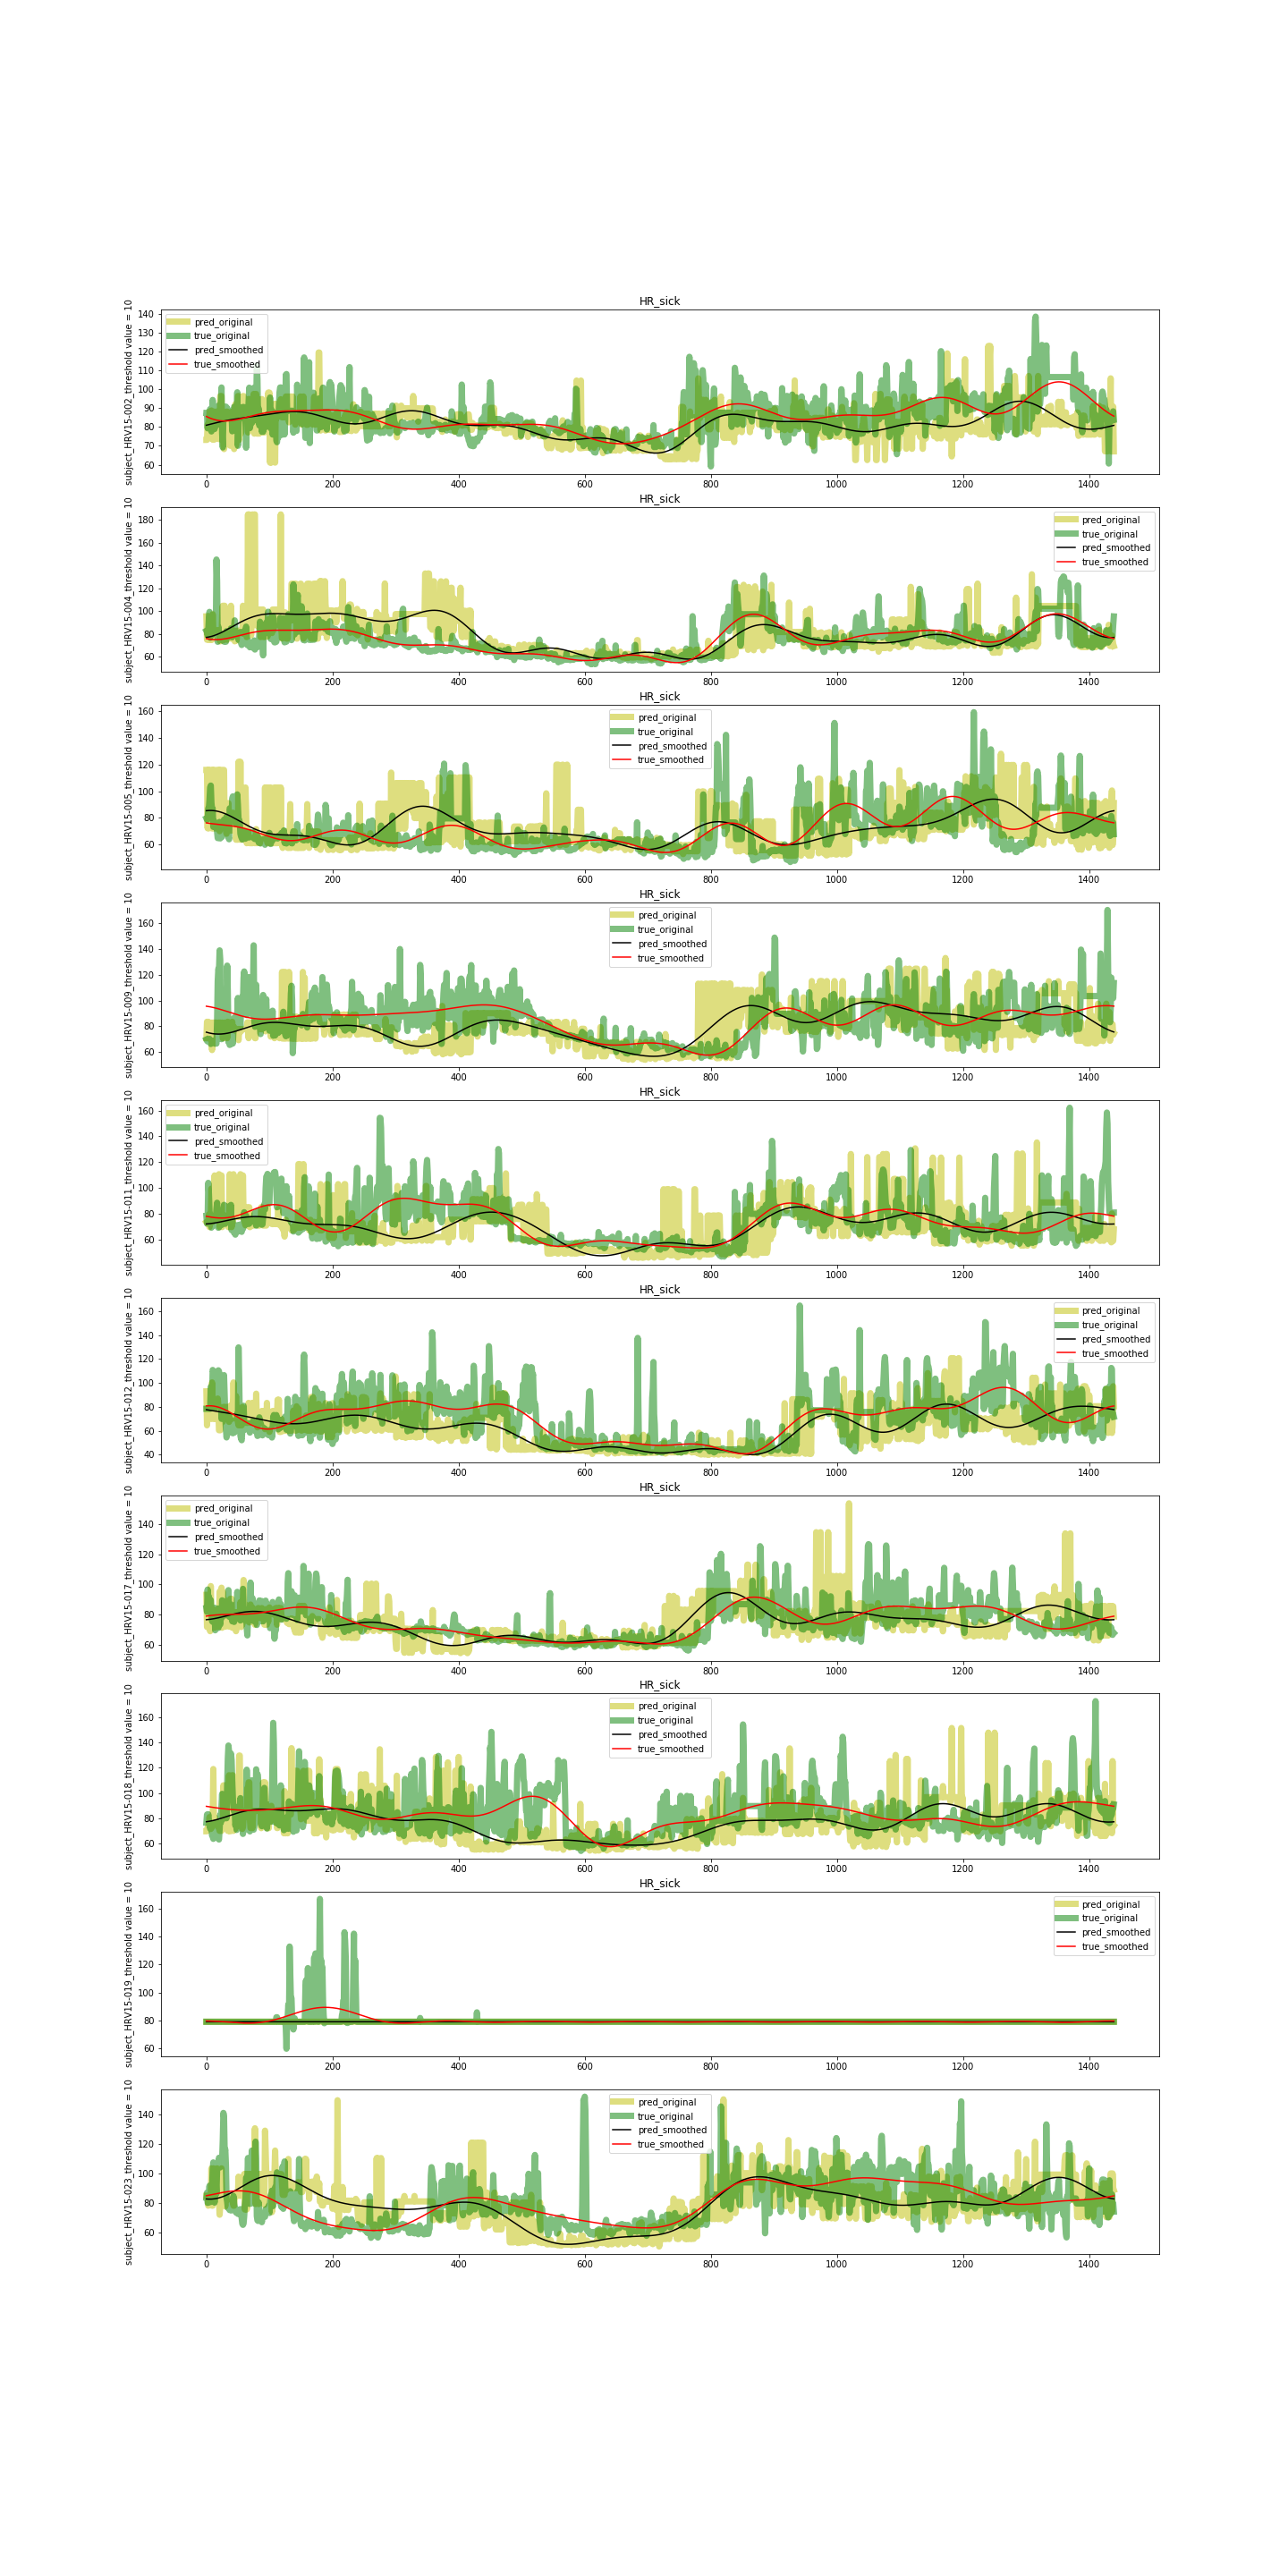 HR_sick
subject_HRV15-002_threshold value = 10
140
130
120
110
100
90
80
70
60
pred_original
true_original
pred_smoothed
true_smoothed
0 200 400 600 800 1000 1200 1400
HR_sick
subject_HRV15-004_threshold value = 10
180
160
140
120
100
80
60
pred_original
true_original
pred_smoothed
true_smoothed
0 200 400 600 800 1000 1200 1400
HR_sick
subject_HRV15-005_threshold value = 10
160
140
120
100
80
60
pred_original
true_original
pred_smoothed
true_smoothed
0 200 400 600 800 1000 1200 1400
HR_sick
subject_HRV15-009_threshold value = 10
160
140
120
100
80
60
pred_original
true_original
pred_smoothed
true_smoothed
0 200 400 600 800 1000 1200 1400
HR_sick
subject_HRV15-011_threshold value = 10
160
140
120
100
80
60
pred_original
true_original
pred_smoothed
true_smoothed
0 200 400 600 800 1000 1200 1400
HR_sick
subject_HRV15-012_threshold value = 10
160
140
120
100
80
60
40
pred_original
true_original
pred_smoothed
true_smoothed
0 200 400 600 800 1000 1200 1400
HR_sick
subject_HRV15-017_threshold value = 10
140
120
100
80
60
pred_original
true_original
pred_smoothed
true_smoothed
0 200 400 600 800 1000 1200 1400
HR_sick
subject_HRV15-018_threshold value = 10
160
140
120
100
80
60
pred_original
true_original
pred_smoothed
true_smoothed
0 200 400 600 800 1000 1200 1400
HR_sick
subject_HRV15-019_threshold value = 10
160
140
120
100
80
60
pred_original
true_original
pred_smoothed
true_smoothed
0 200 400 600 800 1000 1200 1400
subject_HRV15-023_threshold value = 10
140
120
100
80
60
pred_original
true_original
pred_smoothed
true_smoothed
0 200 400 600 800 1000 1200 1400